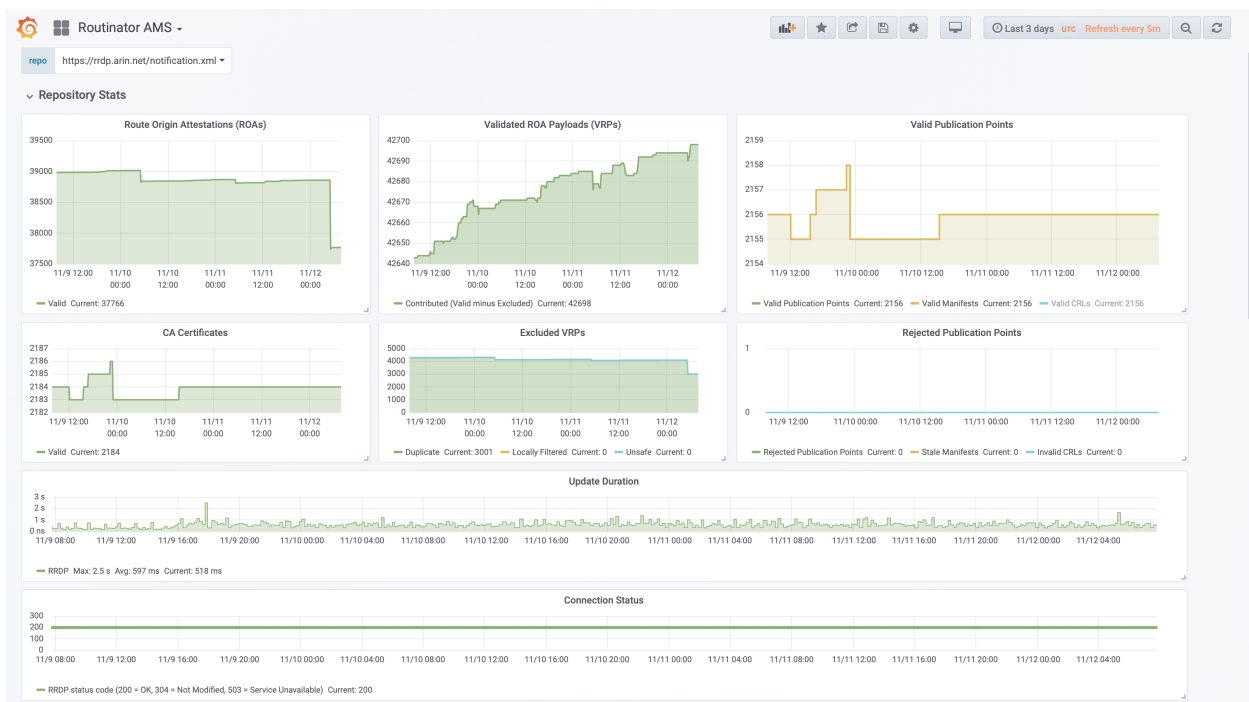 Routinator AMS
Last 3 days UTC Refresh every 5m
repo https://rrdp.arin.net/notification.xml
Repository Stats
Route Origin Attestations (ROAs)
39500
39000
38500
38000
37500
11/9 12:00 11/10 00:00 11/10 12:00 11/11 00:00 11/11 12:00 11/12 00:00
Valid Current: 37766
Validated ROA Payloads (VRPs)
42700
42690
42680
42670
42660
42650
42640
11/9 12:00 11/10 00:00 11/10 12:00 11/11 00:00 11/11 12:00 11/12 00:00
Contributed (Valid minus Excluded) Current: 42698
Valid Publication Points
2159
2158
2157
2156
2155
2154
11/9 12:00 11/10 00:00 11/10 12:00 11/11 00:00 11/11 12:00 11/12 00:00
Valid Publication Points Current: 2156 Valid Manifests Current: 2156 Valid CRLs Current: 2156
CA Certificates
2187
2186
2185
2184
2183
2182
11/9 12:00 11/10 00:00 11/10 12:00 11/11 00:00 11/11 12:00 11/12 00:00
Valid Current: 2184
Excluded VRPs
5000
4000
3000
2000
1000
0
11/9 12:00 11/10 00:00 11/10 12:00 11/11 00:00 11/11 12:00 11/12 00:00
Duplicate Current: 3001 Locally Filtered Current: 0 Unsafe Current: 0
Rejected Publication Points
1
0
11/9 12:00 11/10 00:00 11/10 12:00 11/11 00:00 11/11 12:00 11/12 00:00
Rejected Publication Points Current: 0 Stale Manifests Current: 0 Invalid CRLs Current: 0
Update Duration
3 s
2 s
1 s
0 ns
11/9 08:00 11/9 12:00 11/9 16:00 11/9 20:00 11/10 00:00 11/10 04:00 11/10 08:00 11/10 12:00 11/10 16:00 11/10 20:00 11/11 00:00 11/11 04:00 11/11 08:00 11/11 12:00 11/11 16:00 11/11 20:00 11/12 00:00 11/12 04:00
RRDP Max: 2.5 s Avg: 597 ms Current: 518 ms
Connection Status
300
200
100
0
11/9 08:00 11/9 12:00 11/9 16:00 11/9 20:00 11/10 00:00 11/10 04:00 11/10 08:00 11/10 12:00 11/10 16:00 11/10 20:00 11/11 00:00 11/11 04:00 11/11 08:00 11/11 12:00 11/11 16:00 11/11 20:00 11/12 00:00 11/12 04:00
RRDP status code (200 = OK, 304 = Not Modified, 503 = Service Unavailable) Current: 200